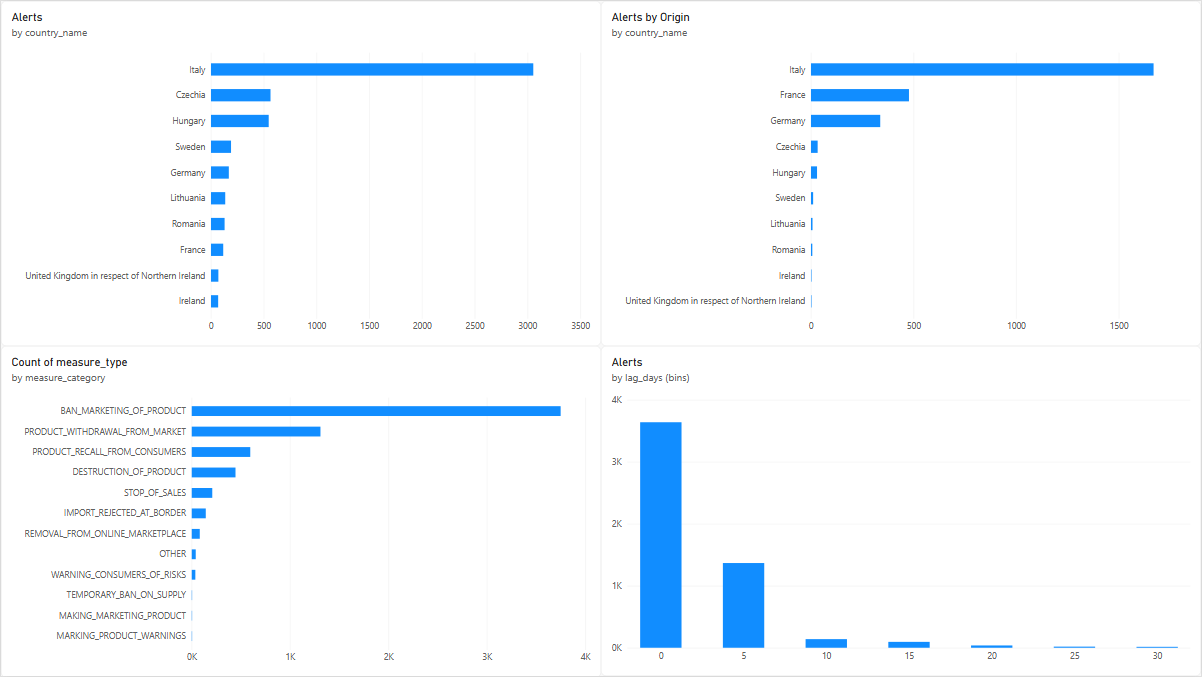 Alerts
by country_name
Italy
Czechia
Hungary
Sweden
Germany
Lithuania
Romania
France
United Kingdom in respect of Northern Ireland
Ireland
0 500 1000 1500 2000 2500 3000 3500
Alerts by Origin
by country_name
Italy
France
Germany
Czechia
Hungary
Sweden
Lithuania
Romania
Ireland
United Kingdom in respect of Northern Ireland
0 500 1000 1500
Count of measure_type
by measure_category
BAN_MARKETING_OF_PRODUCT
PRODUCT_WITHDRAWAL_FROM_MARKET
PRODUCT_RECALL_FROM_CONSUMERS
DESTRUCTION_OF_PRODUCT
STOP_OF_SALES
IMPORT_REJECTED_AT_BORDER
REMOVAL_FROM_ONLINE_MARKETPLACE
OTHER
WARNING_CONSUMERS_OF_RISKS
TEMPORARY_BAN_ON_SUPPLY
MAKING_MARKETING_PRODUCT
MARKING_PRODUCT_WARNINGS
0K 1K 2K 3K 4K
Alerts
by lag_days (bins)
4K
3K
2K
1K
0K
0 5 10 15 20 25 30